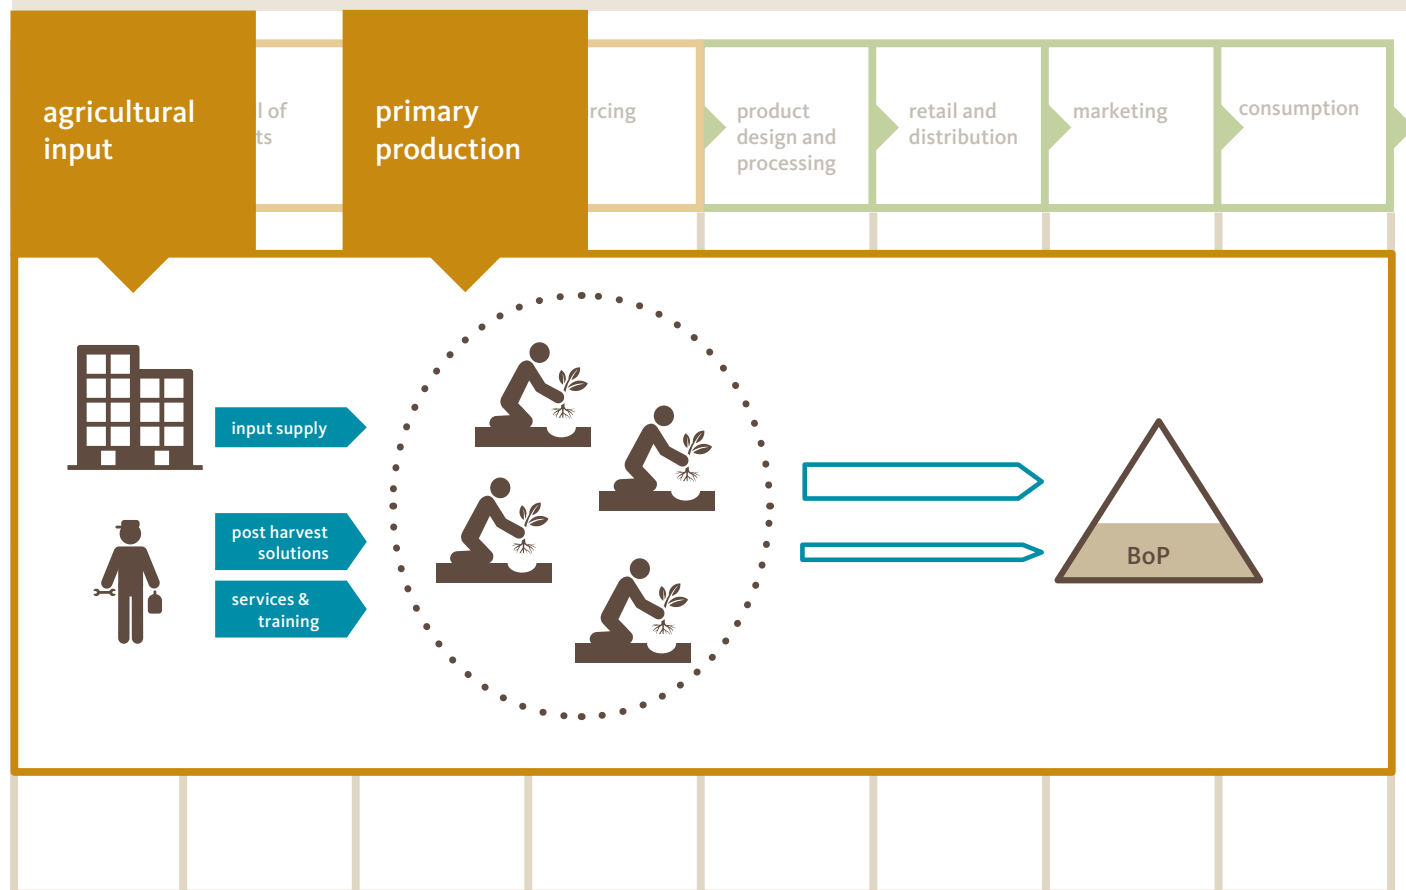 agricultural
input
l of
ts
primary
production
rcing
product
design and
processing
retail and
distribution
marketing
consumption
input supply
post harvest
solutions
services &
training
BoP